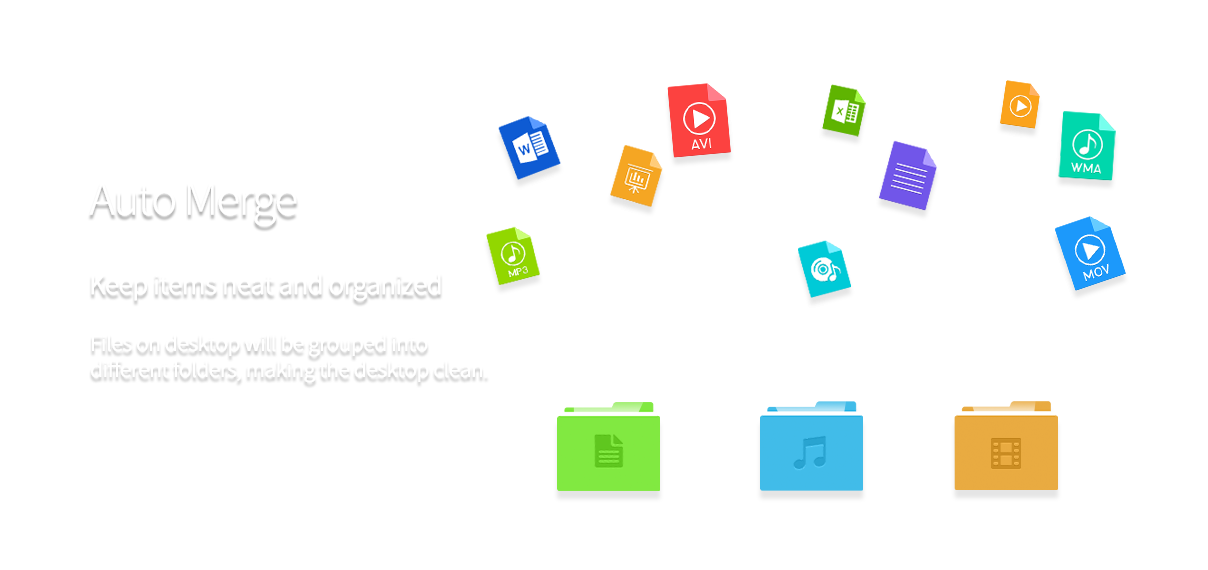 Auto Merge
Keep items neat and organized
Files on desktop will be grouped into
different folders, making the desktop clean.
W
AVI
X
WMA
MP3
MOV